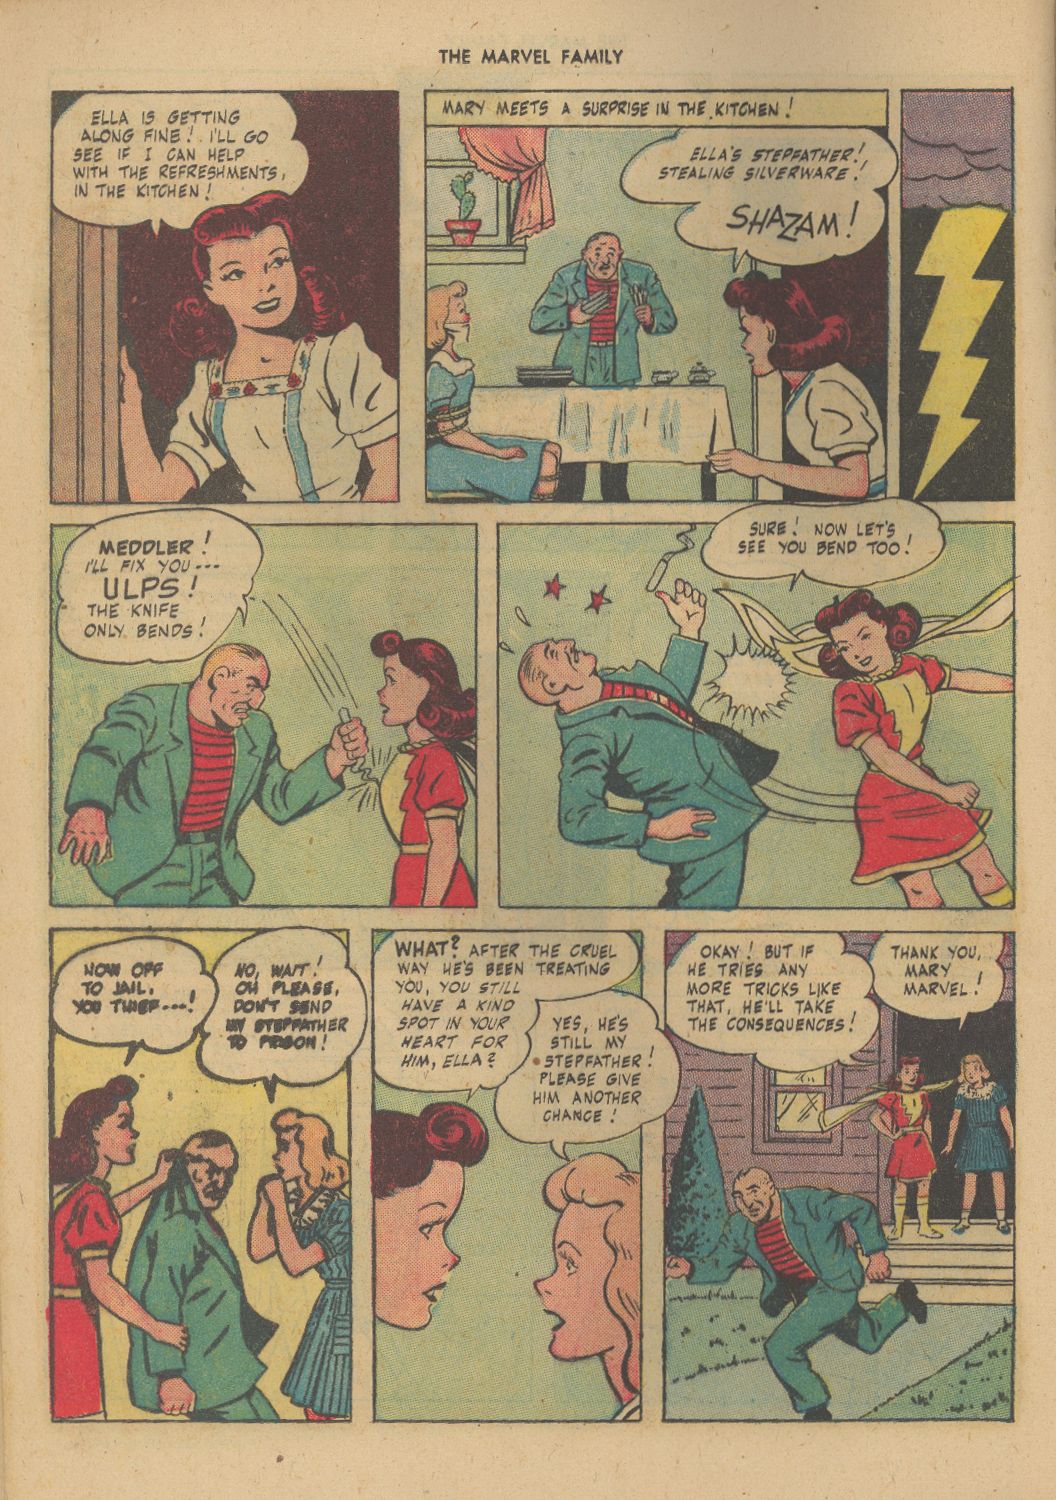 THE MARVEL FAMILY
ELLA IS GETTING
ALONG FINE! I'LL GO
SEE IF I CAN HELP
WITH THE REFRESHMENTS,
IN THE KITCHEN!
MARY MEETS A SURPRISE IN THE KITCHEN!
ELLA'S STEPFATHER!
STEALING SILVERWARE!
SHAZAM!
MEDDLER!
I'LL FIX YOU---
ULPS!
THE KNIFE
ONLY BENDS!
SURE! NOW LET'S
SEE YOU BEND TOO!
NOW OFF
TO JAIL,
YOU THIEF---!
NO, WAIT!
OH PLEASE,
DON'T SEND
MY STEPFATHER
TO PRISON!
WHAT? AFTER THE CRUEL
WAY HE'S BEEN TREATING
YOU, YOU STILL
HAVE A KIND
SPOT IN YOUR
HEART FOR
HIM, ELLA?
YES, HE'S
STILL MY
STEPFATHER!
PLEASE GIVE
HIM ANOTHER
CHANCE!
OKAY! BUT IF
HE TRIES ANY
MORE TRICKS LIKE
THAT, HE'LL TAKE
THE CONSEQUENCES!
THANK YOU,
MARY
MARVEL!